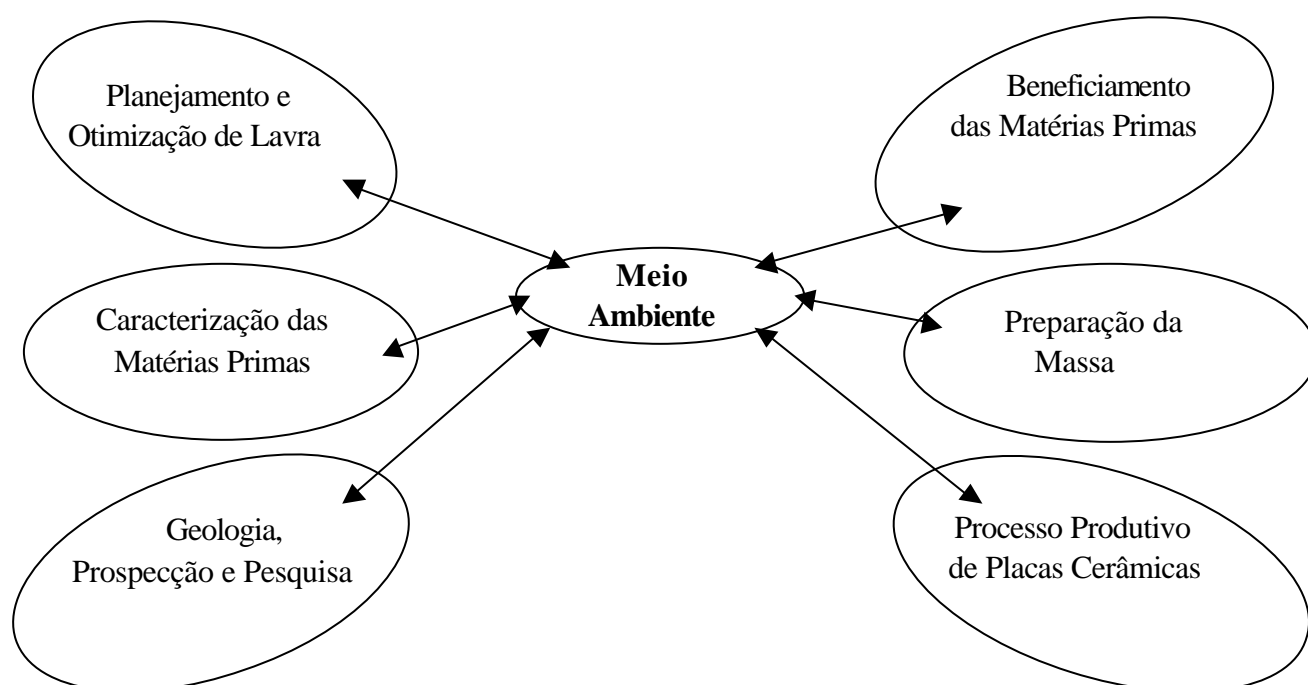 Planejamento e
Otimização de Lavra
Beneficiamento
das Matérias Primas
Meio
Ambiente
Caracterização das
Matérias Primas
Preparação da
Massa
Geologia,
Prospecção e Pesquisa
Processo Produtivo
de Placas Cerâmicas